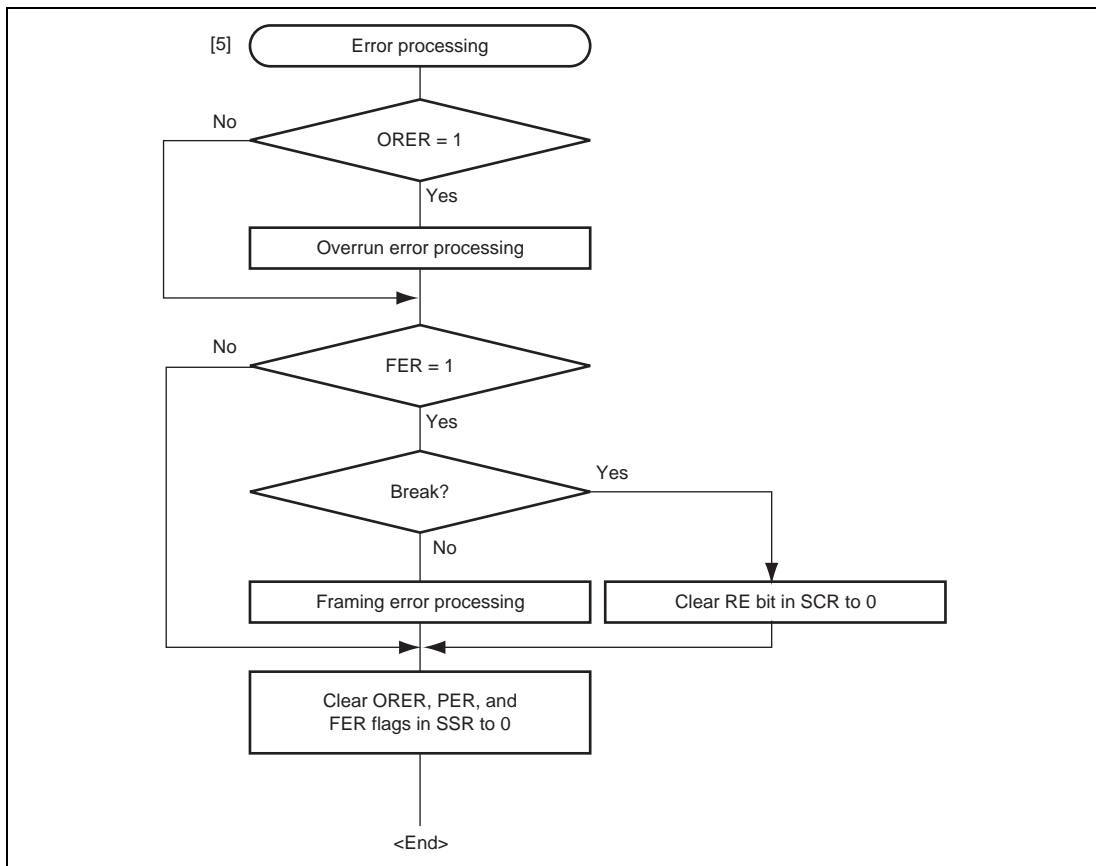 [5] Error processing
No
ORER = 1
Yes
Overrun error processing
No
FER = 1
Yes
Yes
Break?
No
Framing error processing
Clear RE bit in SCR to 0
Clear ORER, PER, and
FER flags in SSR to 0
<End>